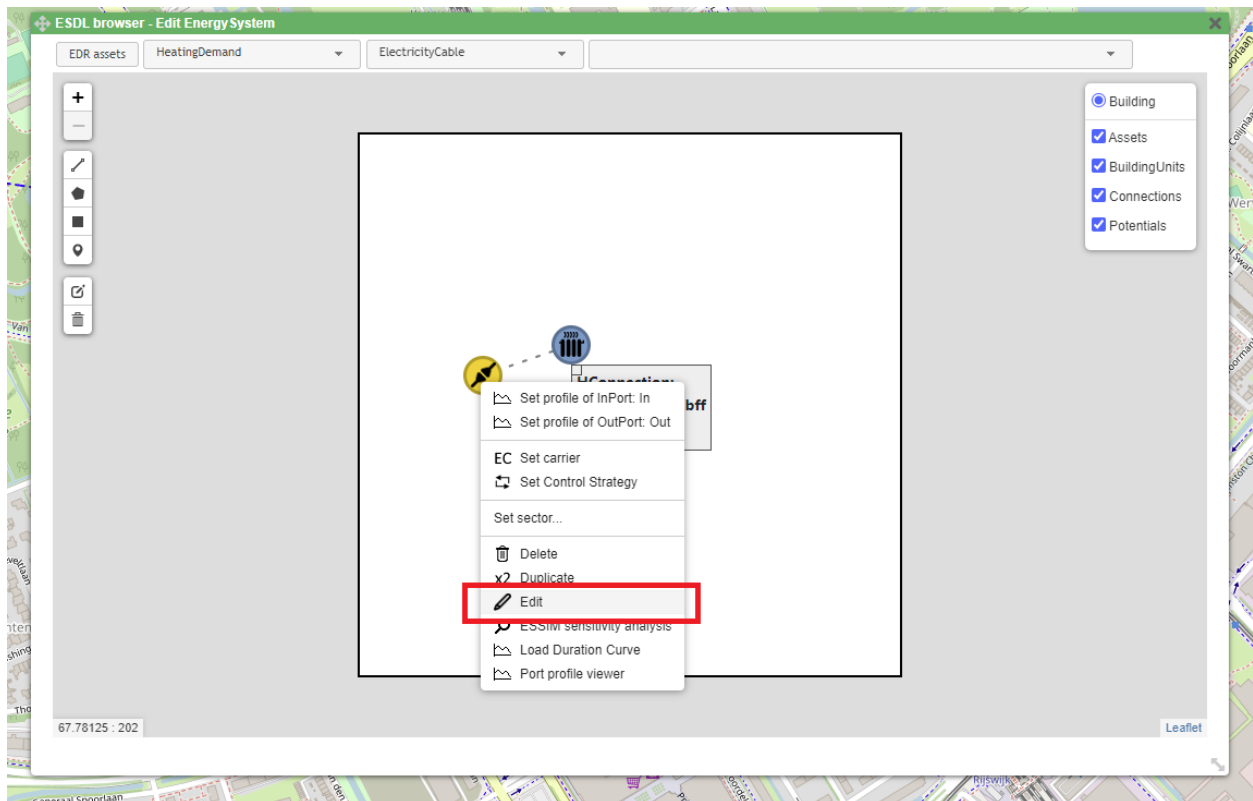 ESDL browser - Edit EnergySystem
EDR assets
HeatingDemand
ElectricityCable
+
−
Building
Assets
BuildingUnits
Connections
Potentials
bff
Set profile of InPort: In
Set profile of OutPort: Out
EC Set carrier
Set Control Strategy
Set sector...
Delete
x2 Duplicate
Edit
ESSIM sensitivity analysis
Load Duration Curve
Port profile viewer
67.78125 : 202
Leaflet
Rijswijk